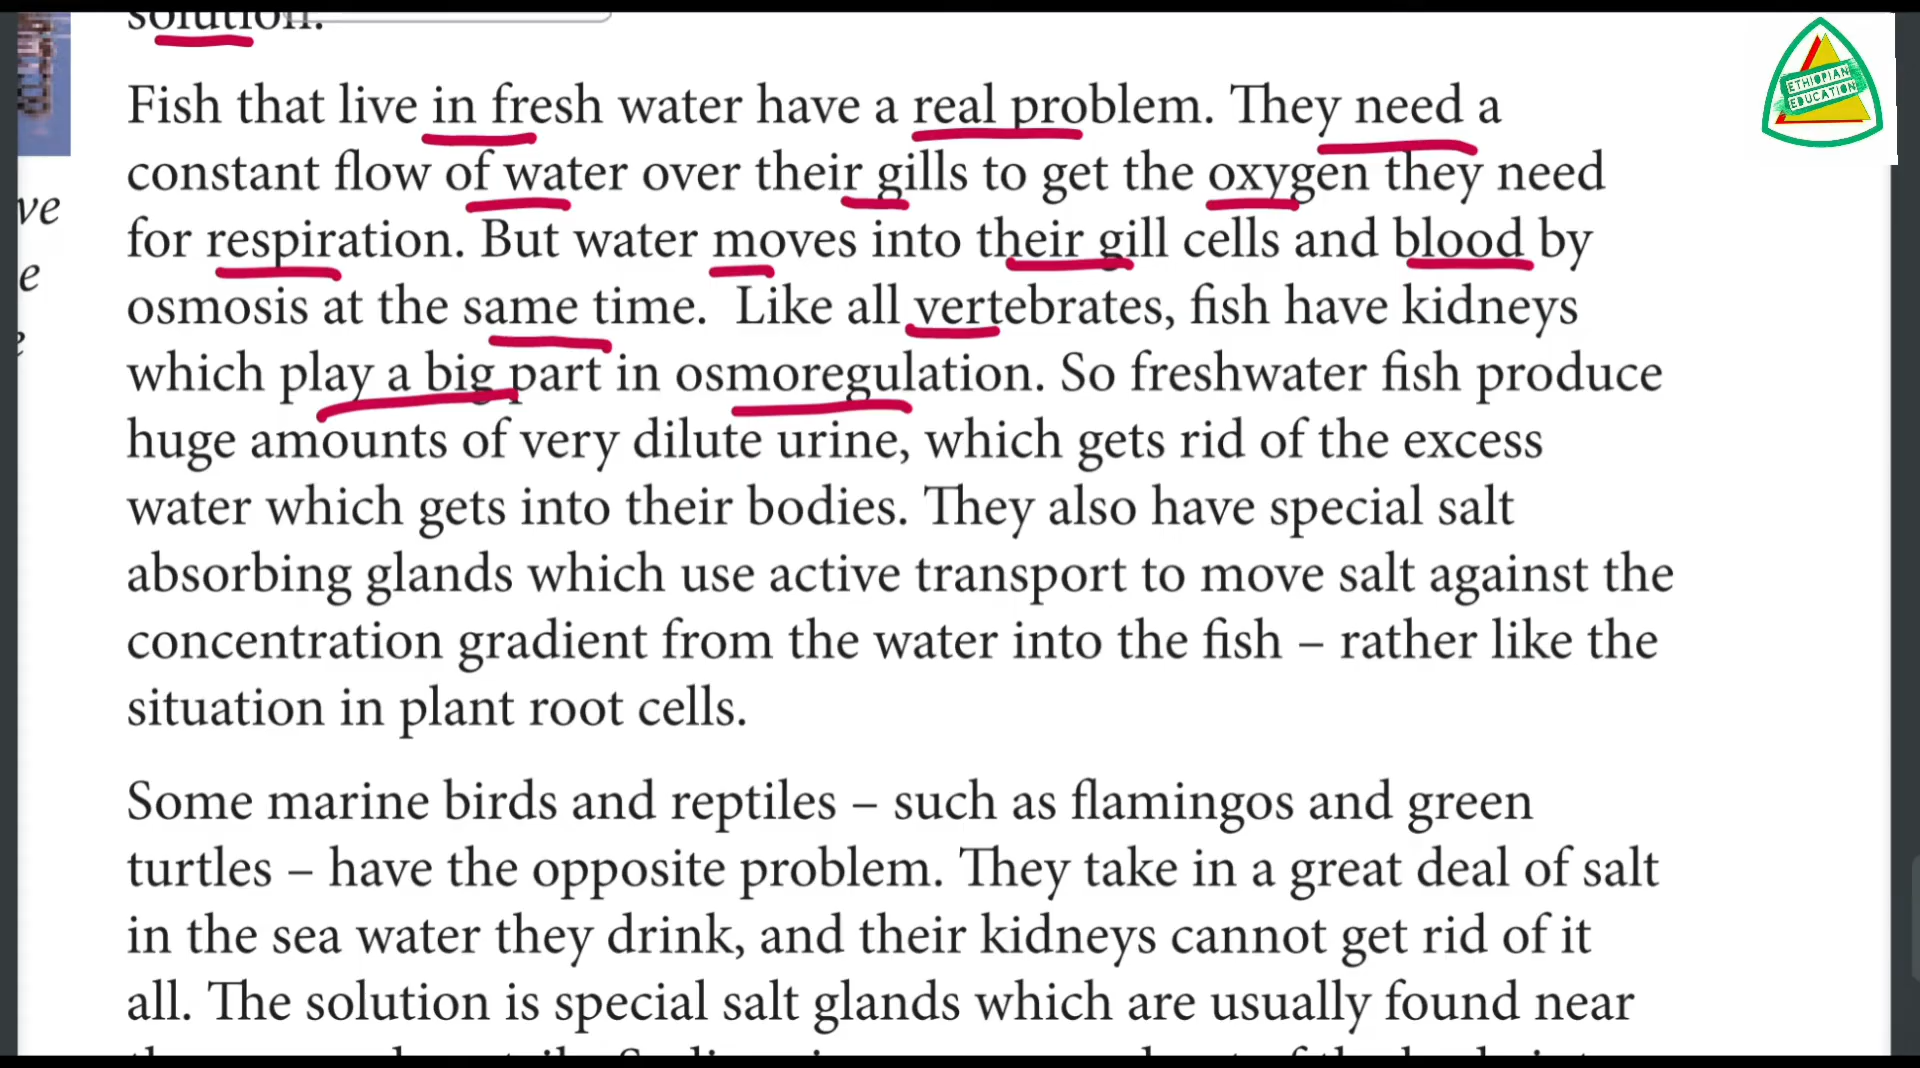 solution.
ETHIOPIAN
EDUCATION
Fish that live in fresh water have a real problem. They need a
constant flow of water over their gills to get the oxygen they need
for respiration. But water moves into their gill cells and blood by
osmosis at the same time. Like all vertebrates, fish have kidneys
which play a big part in osmoregulation. So freshwater fish produce
huge amounts of very dilute urine, which gets rid of the excess
water which gets into their bodies. They also have special salt
absorbing glands which use active transport to move salt against the
concentration gradient from the water into the fish – rather like the
situation in plant root cells.
Some marine birds and reptiles – such as flamingos and green
turtles – have the opposite problem. They take in a great deal of salt
in the sea water they drink, and their kidneys cannot get rid of it
all. The solution is special salt glands which are usually found near